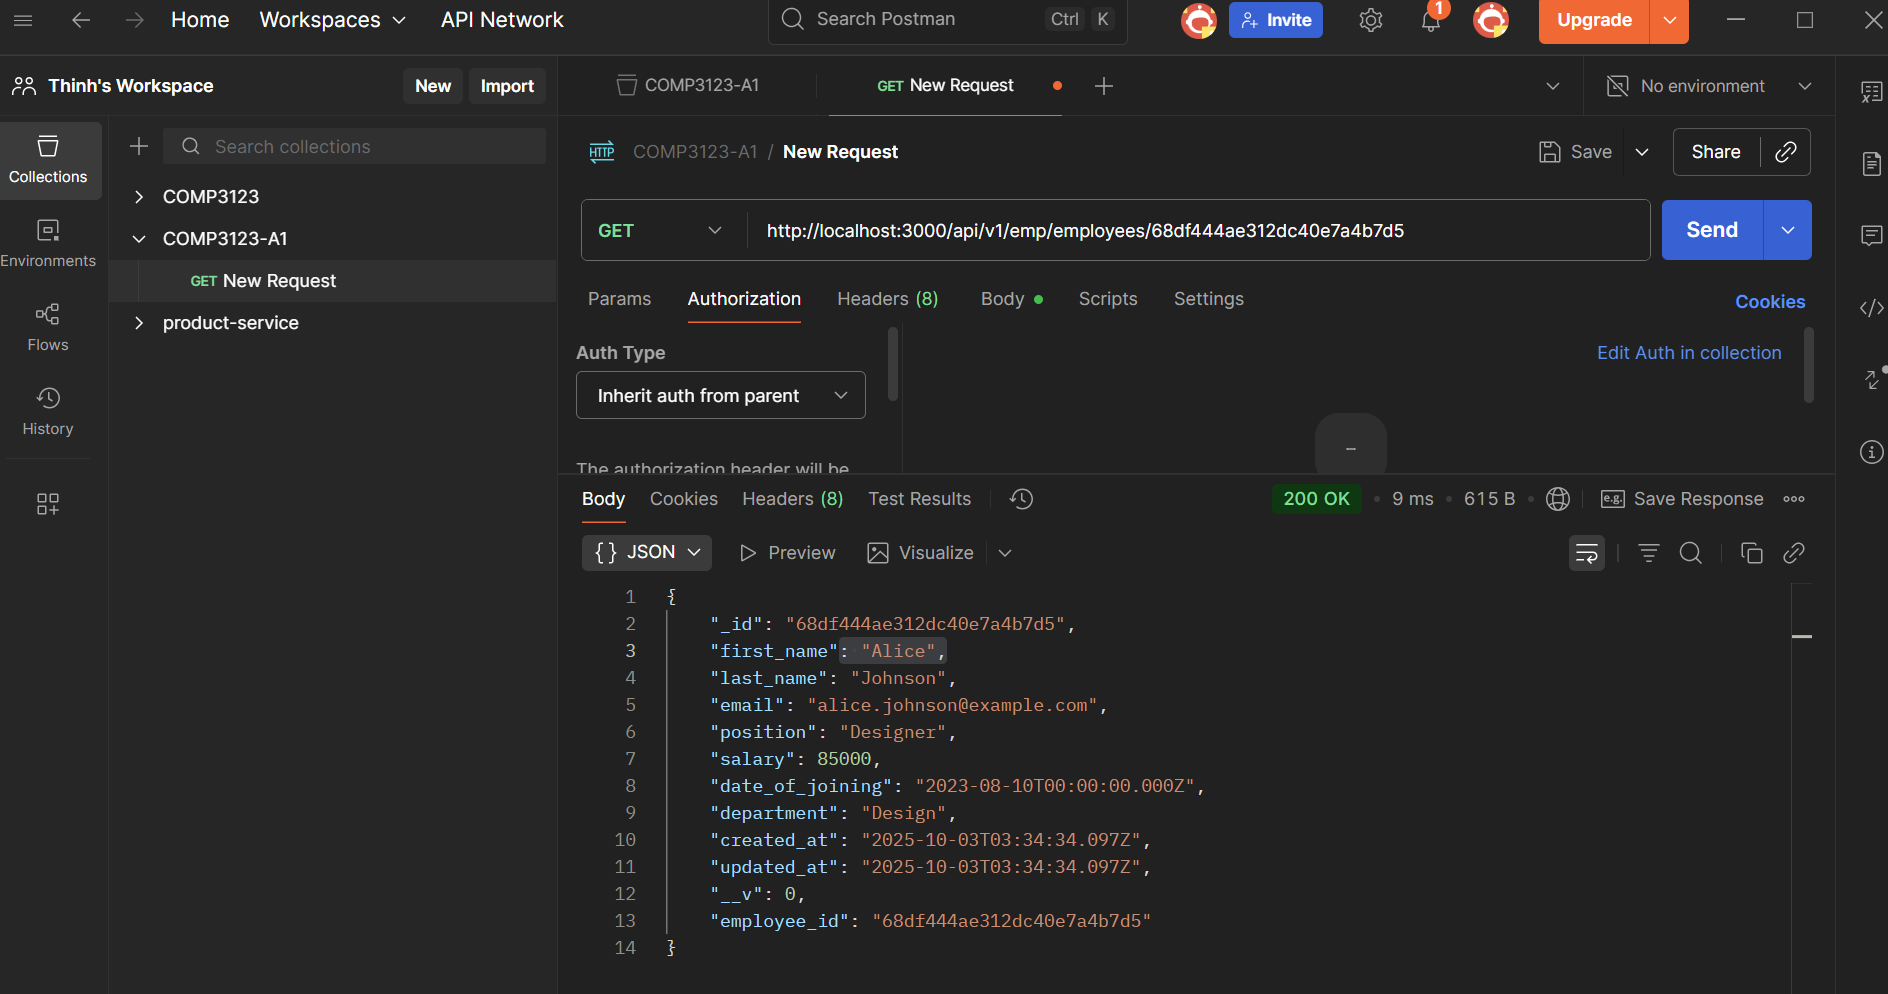 Home Workspaces API Network Search Postman Ctrl K Invite 1 Upgrade
Thinh's Workspace New Import
COMP3123-A1 GET New Request No environment
Collections
Environments
Flows
History
Search collections
COMP3123
COMP3123-A1
GET New Request
product-service
HTTP COMP3123-A1 / New Request Save Share
GET http://localhost:3000/api/v1/emp/employees/68df444ae312dc40e7a4b7d5 Send
Params Authorization Headers (8) Body Scripts Settings Cookies
Auth Type
Inherit auth from parent
Edit Auth in collection
The authorization header will be
Body Cookies Headers (8) Test Results 200 OK • 9 ms • 615 B • e.g. Save Response
{} JSON Preview Visualize
1 {
2 "_id": "68df444ae312dc40e7a4b7d5",
3 "first_name": "Alice",
4 "last_name": "Johnson",
5 "email": "alice.johnson@example.com",
6 "position": "Designer",
7 "salary": 85000,
8 "date_of_joining": "2023-08-10T00:00:00.000Z",
9 "department": "Design",
10 "created_at": "2025-10-03T03:34:34.097Z",
11 "updated_at": "2025-10-03T03:34:34.097Z",
12 "__v": 0,
13 "employee_id": "68df444ae312dc40e7a4b7d5"
14 }